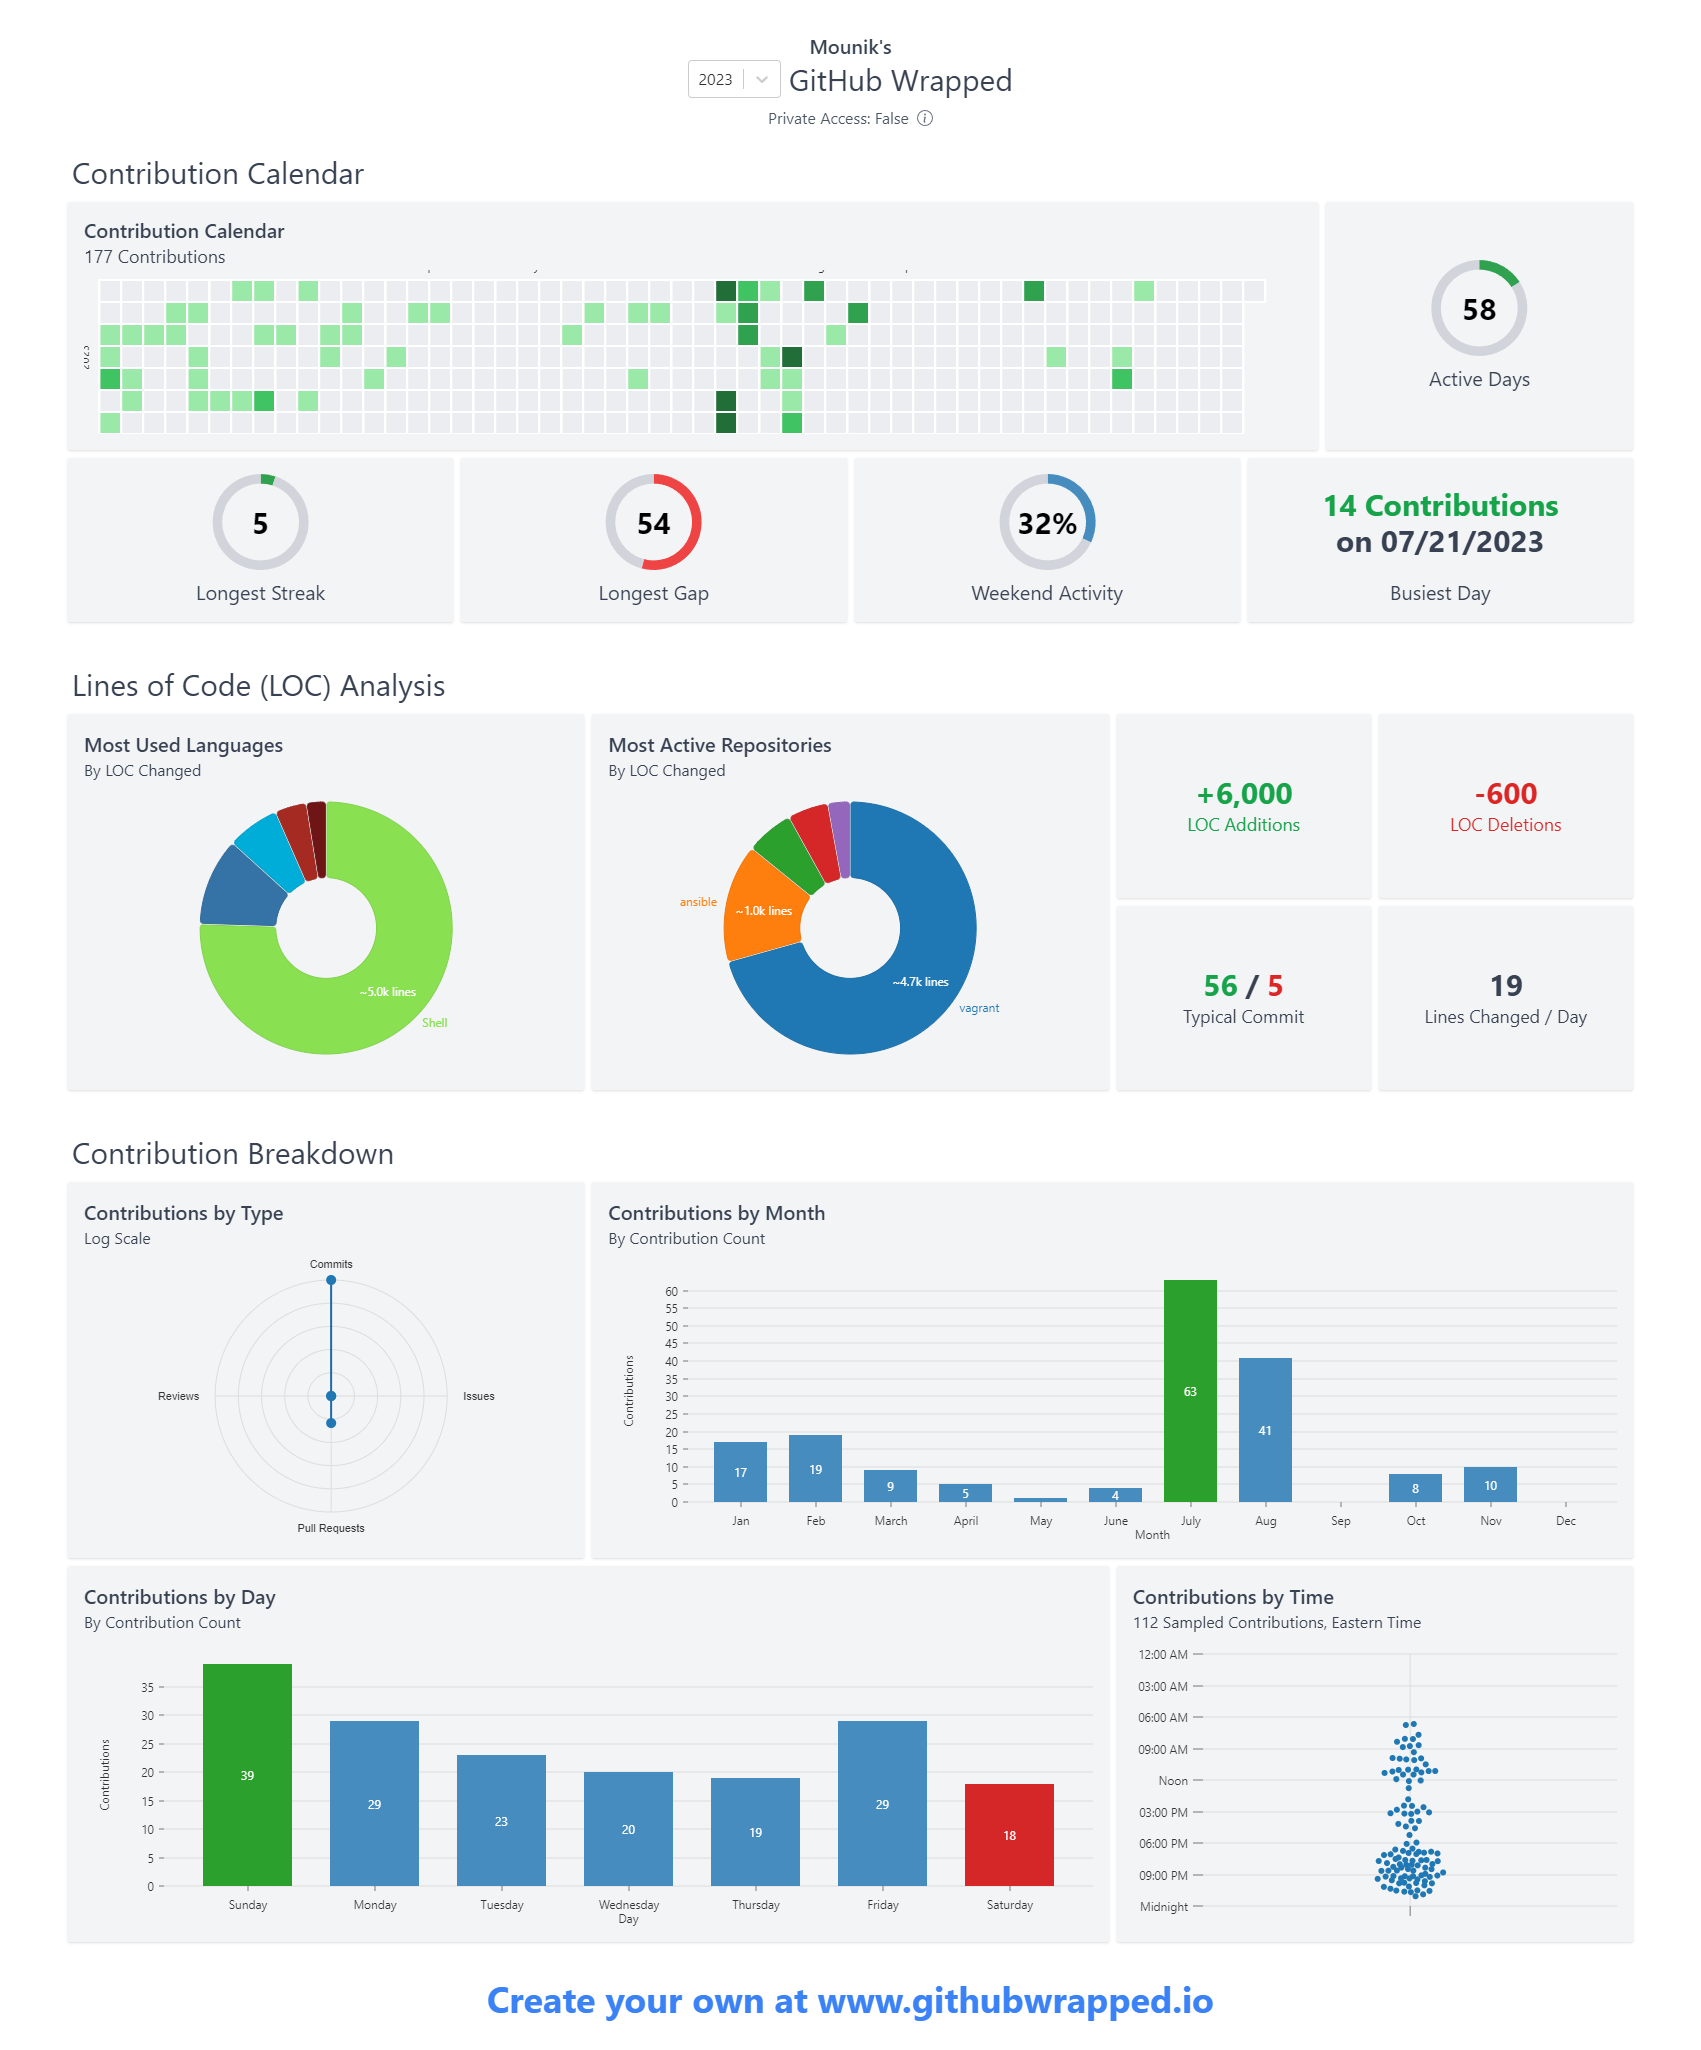 Mounik's
2023
GitHub Wrapped
Private Access: False
Contribution Calendar
Contribution Calendar
177 Contributions
58
Active Days
5
Longest Streak
54
Longest Gap
32%
Weekend Activity
14 Contributions
on 07/21/2023
Busiest Day
Lines of Code (LOC) Analysis
Most Used Languages
By LOC Changed
~5.0k lines
Shell
Most Active Repositories
By LOC Changed
ansible
~1.0k lines
~4.7k lines
vagrant
+6,000
LOC Additions
-600
LOC Deletions
56 / 5
Typical Commit
19
Lines Changed / Day
Contribution Breakdown
Contributions by Type
Log Scale
Commits
Reviews
Issues
Pull Requests
Contributions by Month
By Contribution Count
Contributions
60
55
50
45
40
35
30
25
20
15
10
5
0
17
19
9
5
4
63
41
8
10
Jan
Feb
March
April
May
June
July
Aug
Sep
Oct
Nov
Dec
Month
Contributions by Day
By Contribution Count
Contributions
35
30
25
20
15
10
5
0
39
29
23
20
19
29
18
Sunday
Monday
Tuesday
Wednesday
Thursday
Friday
Saturday
Day
Contributions by Time
112 Sampled Contributions, Eastern Time
12:00 AM
03:00 AM
06:00 AM
09:00 AM
Noon
03:00 PM
06:00 PM
09:00 PM
Midnight
Create your own at www.githubwrapped.io